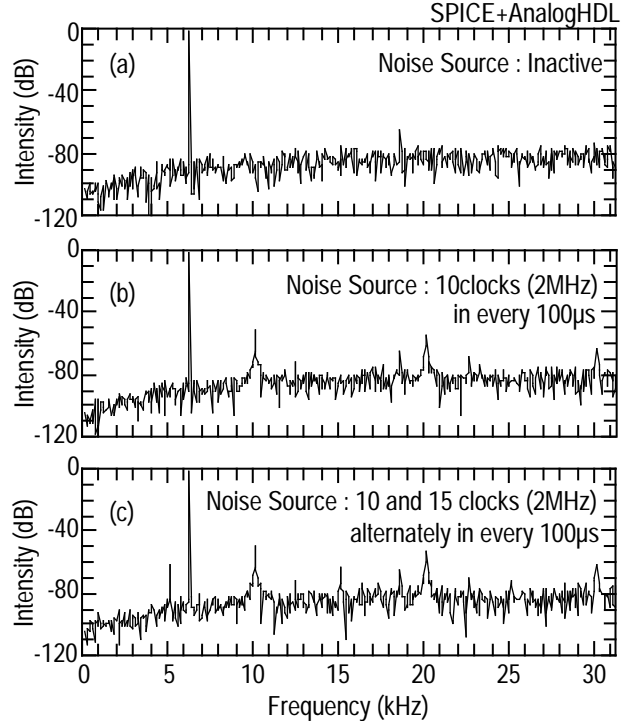 SPICE+AnalogHDL
0
-40
-80
-120
Intensity (dB)
(a)
Noise Source : Inactive
0
-40
-80
-120
Intensity (dB)
(b)
Noise Source : 10clocks (2MHz)
in every 100µs
0
-40
-80
-120
Intensity (dB)
(c)
Noise Source : 10 and 15 clocks (2MHz)
alternately in every 100µs
0 5 10 15 20 25 30
Frequency (kHz)